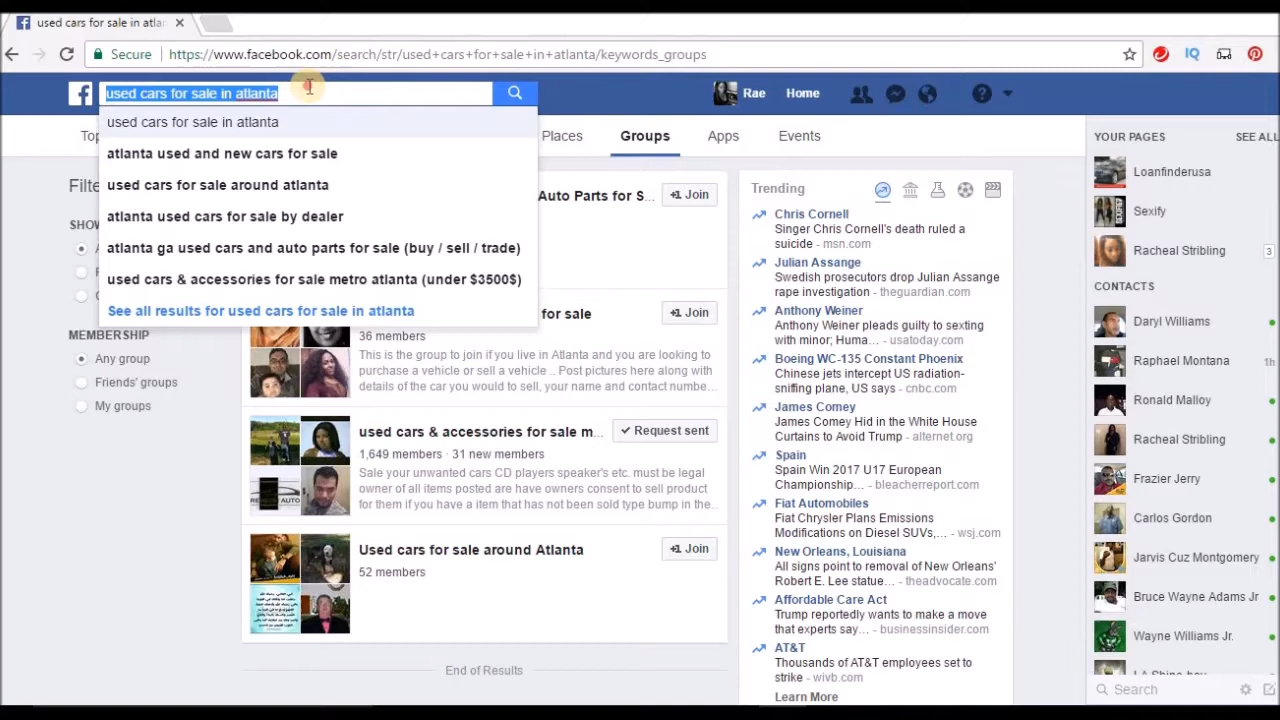 used cars for sale in atla
Secure
https://www.facebook.com/search/str/used+cars+for+sale+in+atlanta/keywords_groups
used cars for sale in atlanta
Rae
Home
used cars for sale in atlanta
atlanta used and new cars for sale
used cars for sale around atlanta
atlanta used cars for sale by dealer
atlanta ga used cars and auto parts for sale (buy / sell / trade)
used cars & accessories for sale metro atlanta (under $3500$)
See all results for used cars for sale in atlanta
Places
Groups
Apps
Events
MEMBERSHIP
Any group
Friends' groups
My groups
Auto Parts for S...
+1 Join
+1 Join
36 members
This is the group to join if you live in Atlanta and you are looking to
purchase a vehicle or sell a vehicle .. Post pictures here along with
details of the car you would to sell, your name and contact numbe...
used cars & accessories for sale m...
Request sent
1,649 members · 31 new members
Sale your unwanted cars CD players speaker's etc. must be legal
owner of all items posted are have owners consent to sell product
for them if you have a item that has not been sold type bump in the...
Used cars for sale around Atlanta
+1 Join
52 members
End of Results
Trending
Chris Cornell
Singer Chris Cornell's death ruled a
suicide - msn.com
Julian Assange
Swedish prosecutors drop Julian Assange
rape investigation - theguardian.com
Anthony Weiner
Anthony Weiner pleads guilty to sexting
with minor; Huma... - usatoday.com
Boeing WC-135 Constant Phoenix
Chinese jets intercept US radiation-
sniffing plane, US says - cnbc.com
James Comey
James Comey Hid in the White House
Curtains to Avoid Trump - alternet.org
Spain
Spain Win 2017 U17 European
Championship... - bleacherreport.com
Fiat Automobiles
Fiat Chrysler Plans Emissions
Modifications on Diesel SUVs,... - wsj.com
New Orleans, Louisiana
All signs point to removal of New Orleans'
Robert E. Lee statue... - theadvocate.com
Affordable Care Act
Trump reportedly wants to make a move
that experts say... - businessinsider.com
AT&T
Thousands of AT&T employees set to
strike - wivb.com
Learn More
YOUR PAGES
SEE ALL
Loanfinderusa
Sexify
Racheal Stribling
3
CONTACTS
Daryl Williams
Raphael Montana
1h
Ronald Malloy
Racheal Stribling
Frazier Jerry
Carlos Gordon
Jarvis Cuz Montgomery
Bruce Wayne Adams Jr
Wayne Williams Jr.
Search